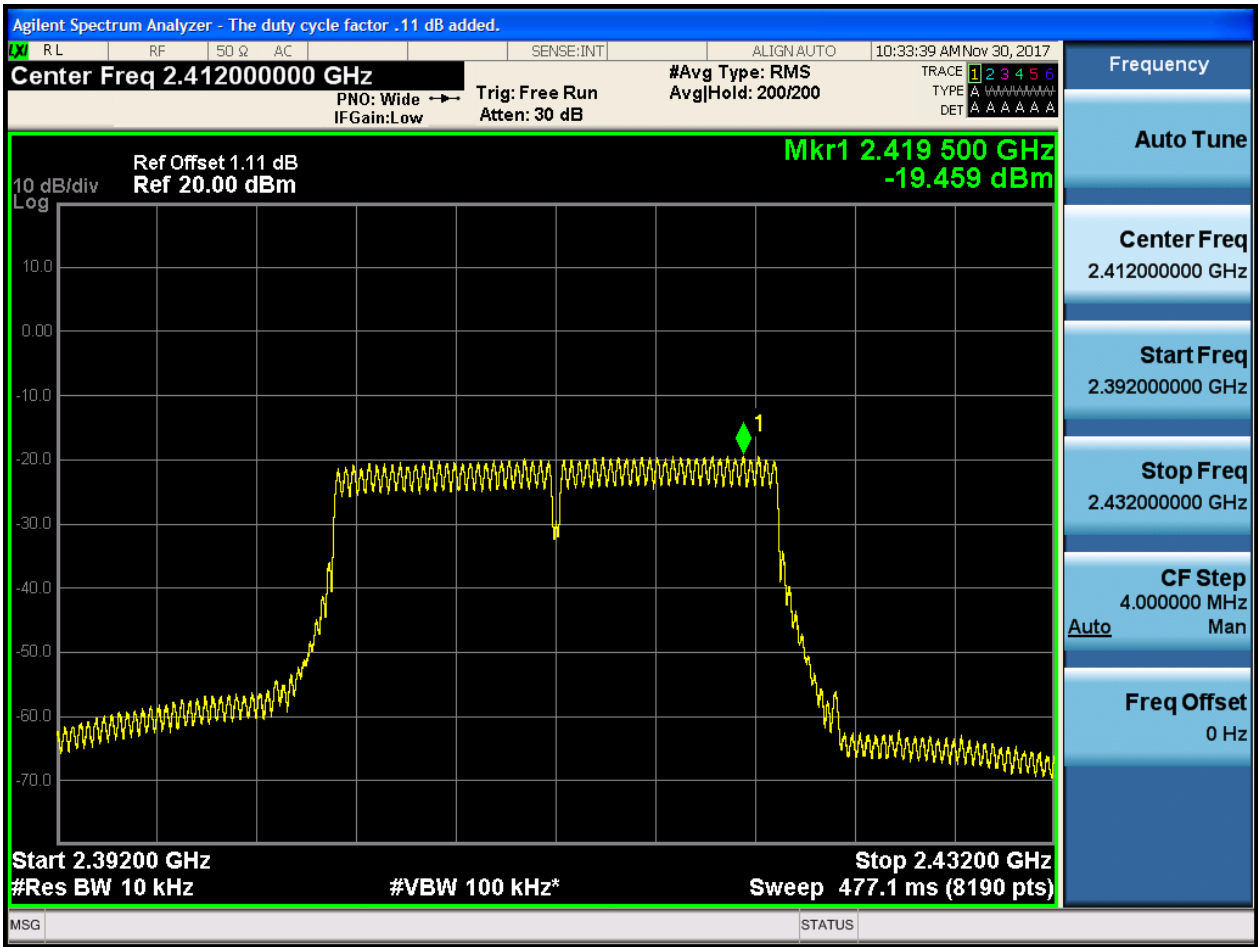 Agilent Spectrum Analyzer - The duty cycle factor .11 dB added.
LXI RL RF 50 Ω AC SENSE:INT ALIGN AUTO 10:33:39 AM Nov 30, 2017
Center Freq 2.412000000 GHz
PNO: Wide
IFGain:Low
Trig: Free Run
Atten: 30 dB
#Avg Type: RMS
Avg|Hold: 200/200
TRACE 1 2 3 4 5 6
TYPE A WWWWW
DET A A A A A A
Mkr1 2.419 500 GHz
-19.459 dBm
Ref Offset 1.11 dB
10 dB/div Ref 20.00 dBm
Log
10.0
0.00
-10.0
-20.0
-30.0
-40.0
-50.0
-60.0
-70.0
1
Start 2.39200 GHz Stop 2.43200 GHz
#Res BW 10 kHz #VBW 100 kHz* Sweep 477.1 ms (8190 pts)
MSG STATUS
Frequency
Auto Tune
Center Freq
2.412000000 GHz
Start Freq
2.392000000 GHz
Stop Freq
2.432000000 GHz
CF Step
4.000000 MHz
Auto Man
Freq Offset
0 Hz